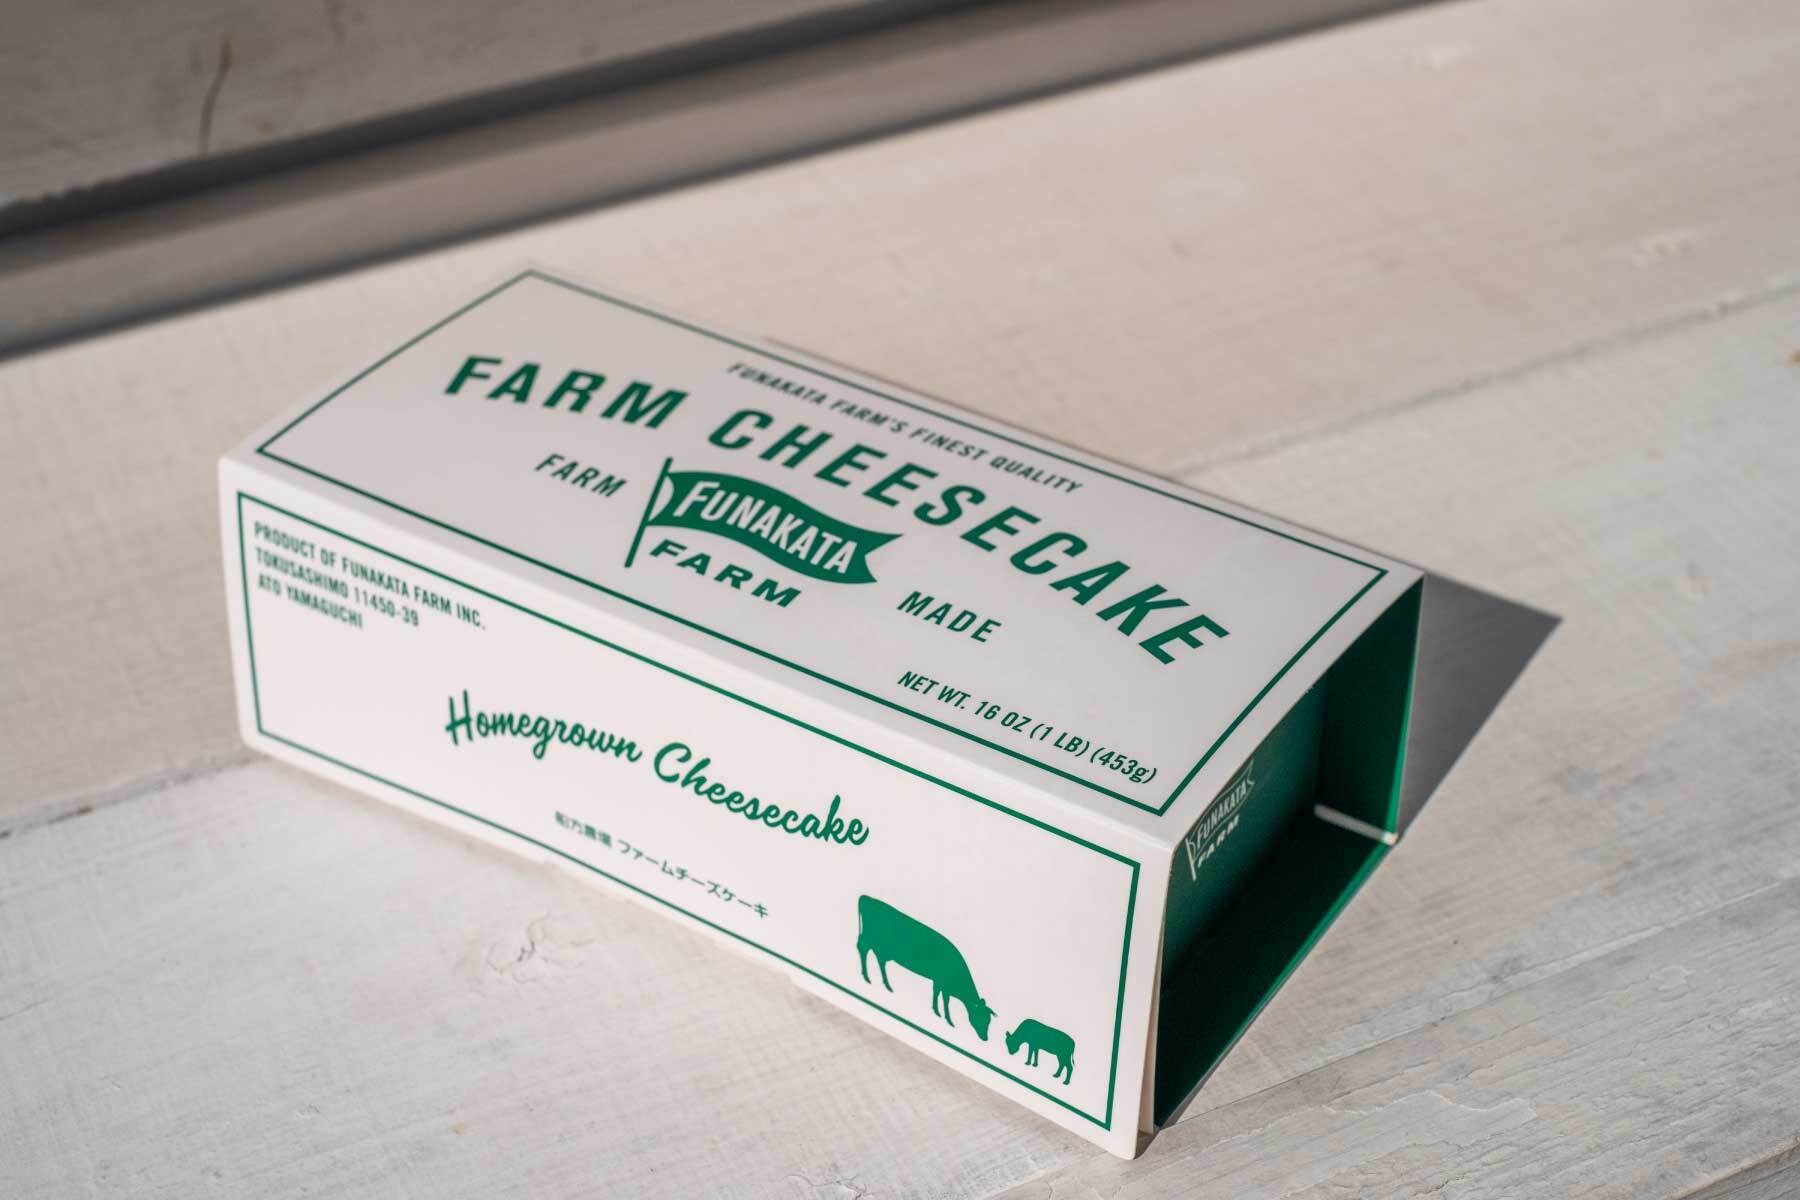 FUNAKATA FARM'S FINEST QUALITY
FARM CHEESECAKE
FARM FUNAKATA FARM MADE
NET WT. 16 OZ (1 LB) (453g)
PRODUCT OF FUNAKATA FARM INC.
TOKUSASHIMO 11450-39
ATO YAMAGUCHI
Homegrown Cheesecake
船方農場 ファームチーズケーキ
FUNAKATA
FARM